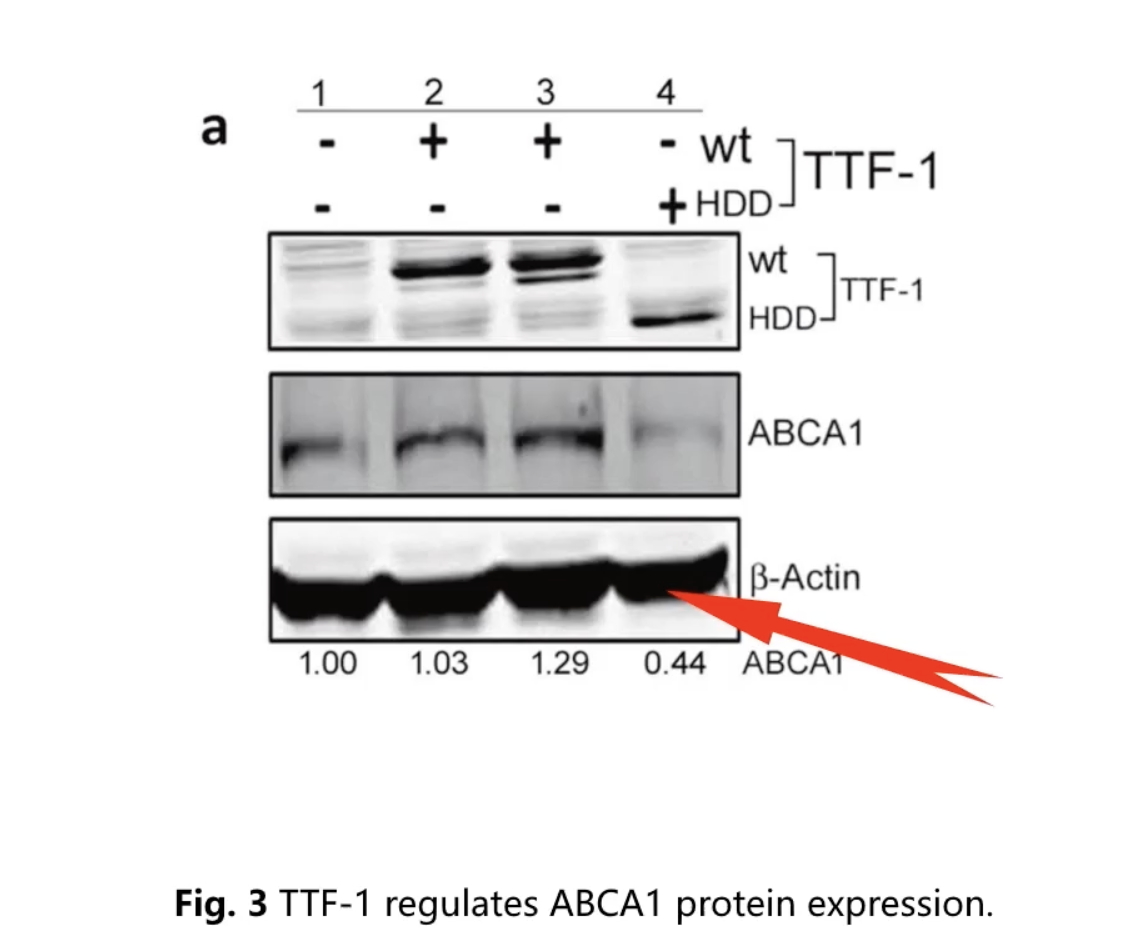 1 2 3 4
a
- + + - wt
TTF-1
- - - + HDD
wt
TTF-1
HDD
ABCA1
β-Actin
1.00 1.03 1.29 0.44 ABCA1
Fig. 3 TTF-1 regulates ABCA1 protein expression.